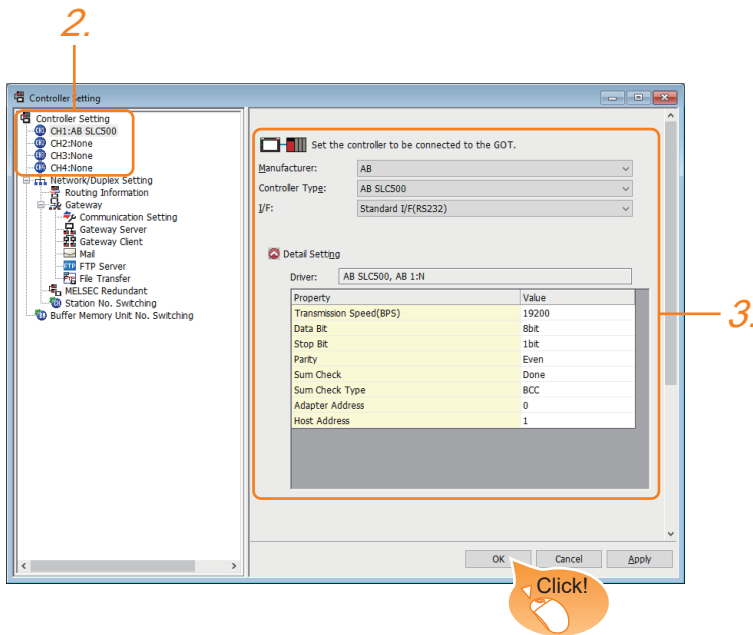 2.
Controller Setting
Controller Setting
CH1:AB SLC500
CH2:None
CH3:None
CH4:None
Network/Duplex Setting
Routing Information
Gateway
Communication Setting
Gateway Server
Gateway Client
Mail
FTP Server
File Transfer
MELSEC Redundant
Station No. Switching
Buffer Memory Unit No. Switching
Set the controller to be connected to the GOT.
Manufacturer: AB
Controller Type: AB SLC500
I/F: Standard I/F(RS232)
Detail Setting
Driver: AB SLC500, AB 1:N
Property Value
Transmission Speed(BPS) 19200
Data Bit 8bit
Stop Bit 1bit
Parity Even
Sum Check Done
Sum Check Type BCC
Adapter Address 0
Host Address 1
3.
OK Cancel Apply
Click!